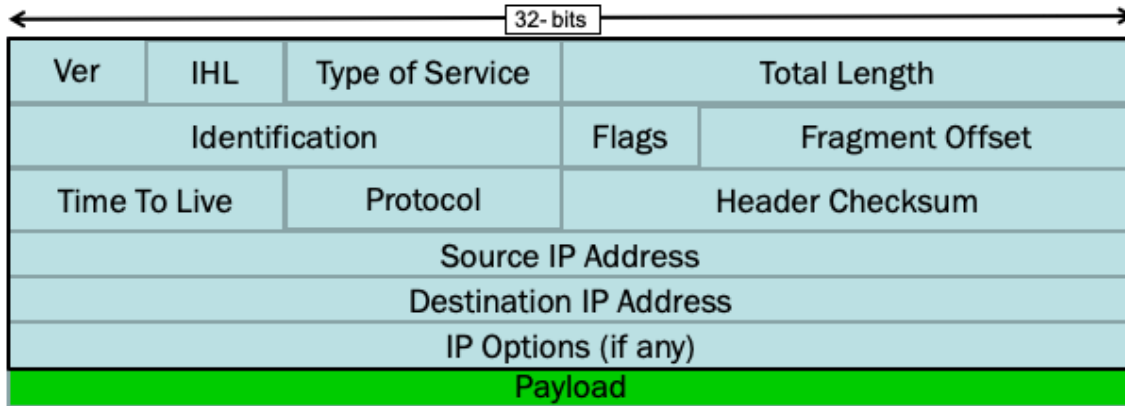 32- bits
Ver IHL Type of Service Total Length
Identification Flags Fragment Offset
Time To Live Protocol Header Checksum
Source IP Address
Destination IP Address
IP Options (if any)
Payload